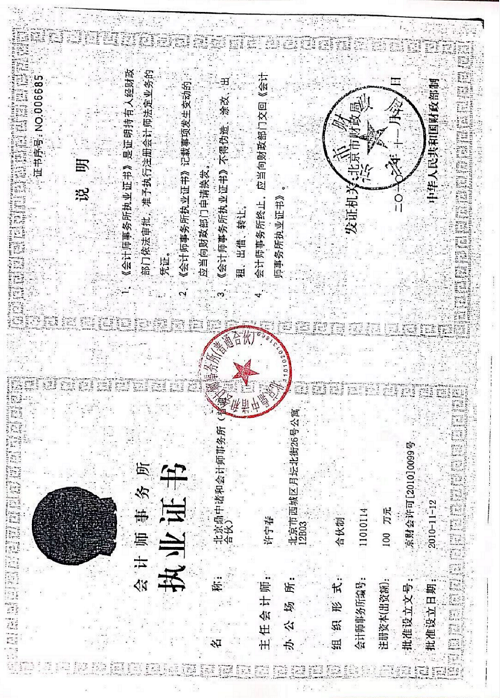 会计师事务所
执业证书
名 称：
北京鼎中诺和会计师事务所（普通
合伙）
主任会计师：
许宁春
办公场所：
北京市西城区月坛北街26号公寓
12803
组织形式：
合伙制
会计师事务所编号：
11010114
注册资本(出资额)：
100 万元
批准设立文号：
京财会许可[2010]0099号
批准设立日期：
2010-11-12
证书序号：NO.006685
说 明
1、《会计师事务所执业证书》是证明持有人经财政
部门依法审批，准予执行注册会计师法定业务的
凭证。
2、《会计师事务所执业证书》记载事项发生变动的，
应当向财政部门申请换发。
3、《会计师事务所执业证书》不得伪造、涂改、出
租、出借、转让。
4、会计师事务所终止，应当向财政部门交回《会计
师事务所执业证书》。
发证机关：北京市财政局
十一月
日
中华人民共和国财政部制